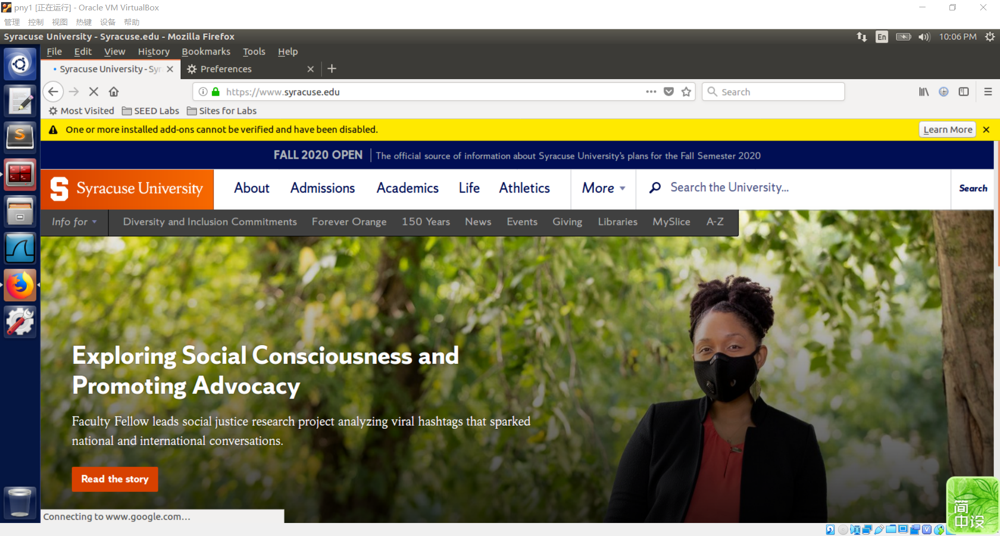 pny1 [正在运行] - Oracle VM VirtualBox
管理 控制 视图 热键 设备 帮助
Syracuse University - Syracuse.edu - Mozilla Firefox
En
10:06 PM
File Edit View History Bookmarks Tools Help
Syracuse University - Syr
Preferences
https://www.syracuse.edu
Search
Most Visited
SEED Labs
Sites for Labs
One or more installed add-ons cannot be verified and have been disabled.
Learn More
FALL 2020 OPEN
The official source of information about Syracuse University's plans for the Fall Semester 2020
S Syracuse University
About Admissions Academics Life Athletics More
Search the University...
Search
Info for
Diversity and Inclusion Commitments Forever Orange 150 Years News Events Giving Libraries MySlice A-Z
Exploring Social Consciousness and
Promoting Advocacy
Faculty Fellow leads social justice research project analyzing viral hashtags that sparked
national and international conversations.
Read the story
Connecting to www.google.com…
简
中 设